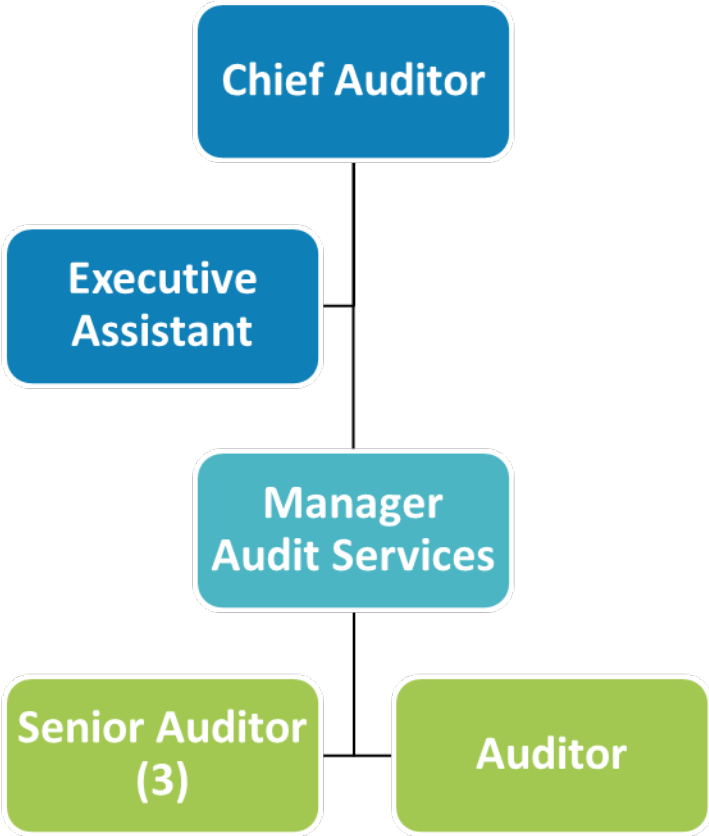 Chief Auditor
Executive
Assistant
Manager
Audit Services
Senior Auditor
(3)
Auditor